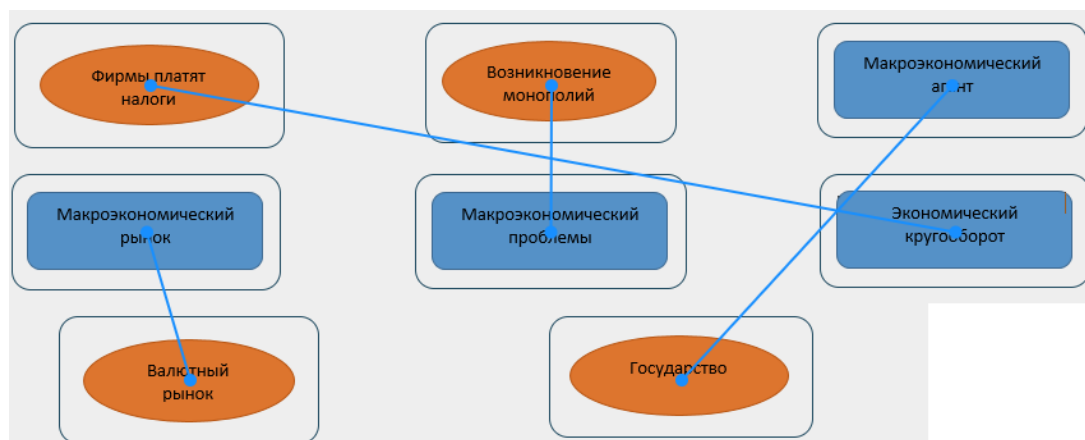 Фирмы платят
налоги
Возникновение
монополий
Макроэкономический
агент
Макроэкономический
рынок
Макроэкономический
проблемы
Экономический
кругооборот
Валютный
рынок
Государство